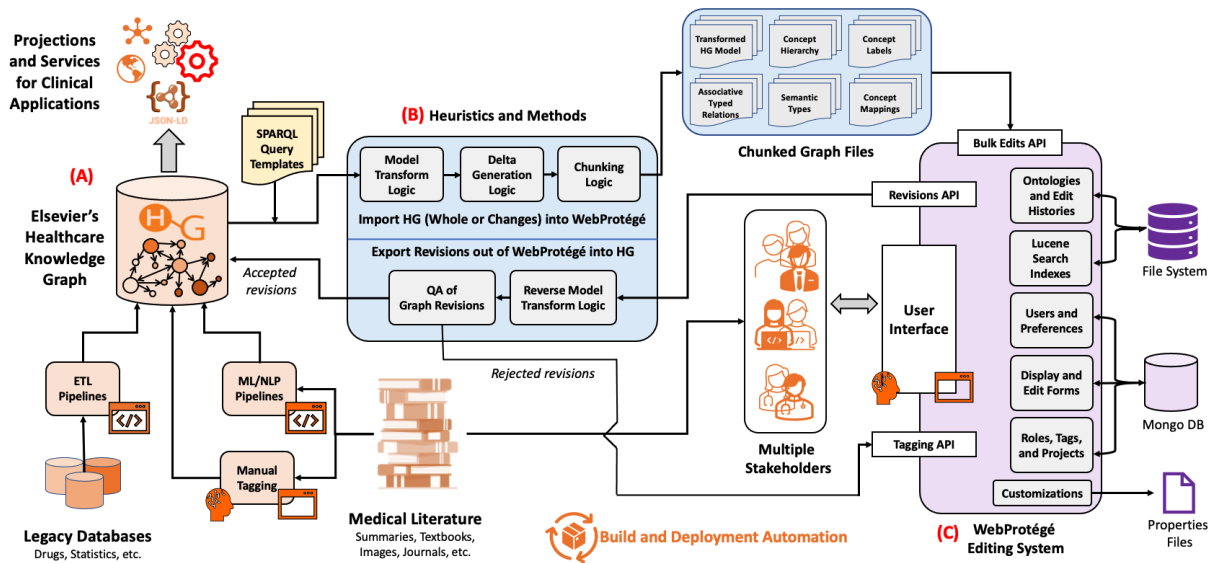 Projections
and Services
for Clinical
Applications
JSON-LD
(A)
Elsevier's
Healthcare
Knowledge
Graph
H
G
SPARQL
Query
Templates
(B) Heuristics and Methods
Model
Transform
Logic
Delta
Generation
Logic
Chunking
Logic
Import HG (Whole or Changes) into WebProtégé
Export Revisions out of WebProtégé into HG
QA of
Graph Revisions
Reverse Model
Transform Logic
Accepted
revisions
Rejected revisions
Transformed
HG Model
Concept
Hierarchy
Concept
Labels
Associative
Typed
Relations
Semantic
Types
Concept
Mappings
Chunked Graph Files
Bulk Edits API
Revisions API
Ontologies
and Edit
Histories
Lucene
Search
Indexes
File System
User
Interface
Users and
Preferences
Display and
Edit Forms
Mongo DB
Roles, Tags,
and Projects
Tagging API
Customizations
Properties
Files
(C) WebProtégé
Editing System
Multiple
Stakeholders
</>
</>
ETL
Pipelines
</>
ML/NLP
Pipelines
</>
Manual
Tagging
Legacy Databases
Drugs, Statistics, etc.
Medical Literature
Summaries, Textbooks,
Images, Journals, etc.
Build and Deployment Automation